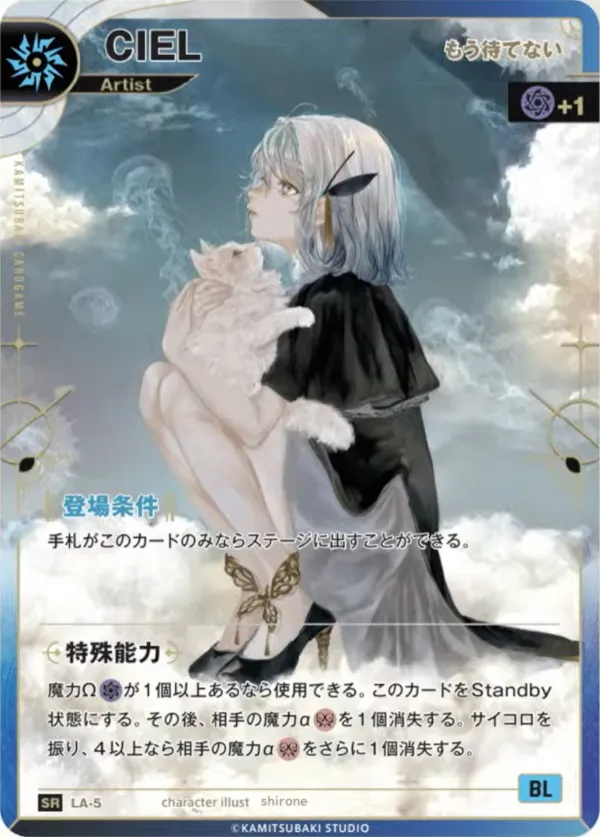 CIEL
もう待てない
Artist
+1
KAMITSUBAKI CARDGAME
登場条件
手札がこのカードのみならステージに出すことができる。
特殊能力
魔力Ωが1個以上あるなら使用できる。このカードをStandby
状態にする。その後、相手の魔力αを1個消失する。サイコロを
振り、4以上なら相手の魔力αをさらに1個消失する。
BL
SR LA-5 character illust shirone
©KAMITSUBAKI STUDIO